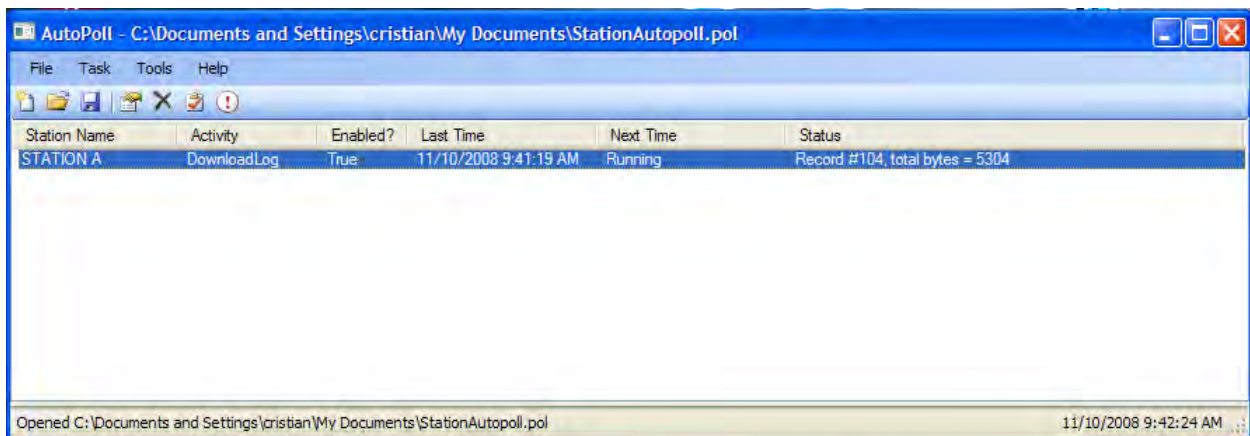 AutoPoll - C:\Documents and Settings\cristian\My Documents\StationAutopoll.pol
File Task Tools Help
Station Name Activity Enabled? Last Time Next Time Status
STATION A DownloadLog True 11/10/2008 9:41:19 AM Running Record #104, total bytes = 5304
Opened C:\Documents and Settings\cristian\My Documents\StationAutopoll.pol 11/10/2008 9:42:24 AM